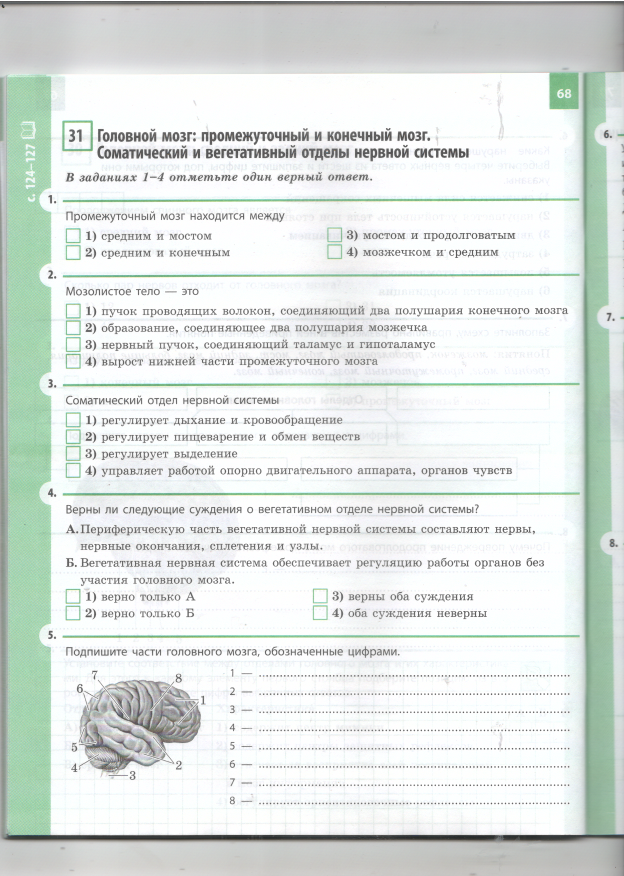 68
с. 124–127
31 Головной мозг: промежуточный и конечный мозг.
Соматический и вегетативный отделы нервной системы
В заданиях 1–4 отметьте один верный ответ.
1.
Промежуточный мозг находится между
1) средним и мостом
2) средним и конечным
3) мостом и продолговатым
4) мозжечком и средним
2.
Мозолистое тело — это
1) пучок проводящих волокон, соединяющий два полушария конечного мозга
2) образование, соединяющее два полушария мозжечка
3) нервный пучок, соединяющий таламус и гипоталамус
4) вырост нижней части промежуточного мозга
3.
Соматический отдел нервной системы
1) регулирует дыхание и кровообращение
2) регулирует пищеварение и обмен веществ
3) регулирует выделение
4) управляет работой опорно двигательного аппарата, органов чувств
4.
Верны ли следующие суждения о вегетативном отделе нервной системы?
А. Периферическую часть вегетативной нервной системы составляют нервы,
нервные окончания, сплетения и узлы.
Б. Вегетативная нервная система обеспечивает регуляцию работы органов без
участия головного мозга.
1) верно только А
2) верно только Б
3) верны оба суждения
4) оба суждения неверны
5.
Подпишите части головного мозга, обозначенные цифрами.
7
8
6
1
5
4
3
2
1 —
2 —
3 —
4 —
5 —
6 —
7 —
8 —
6.
7.
8.